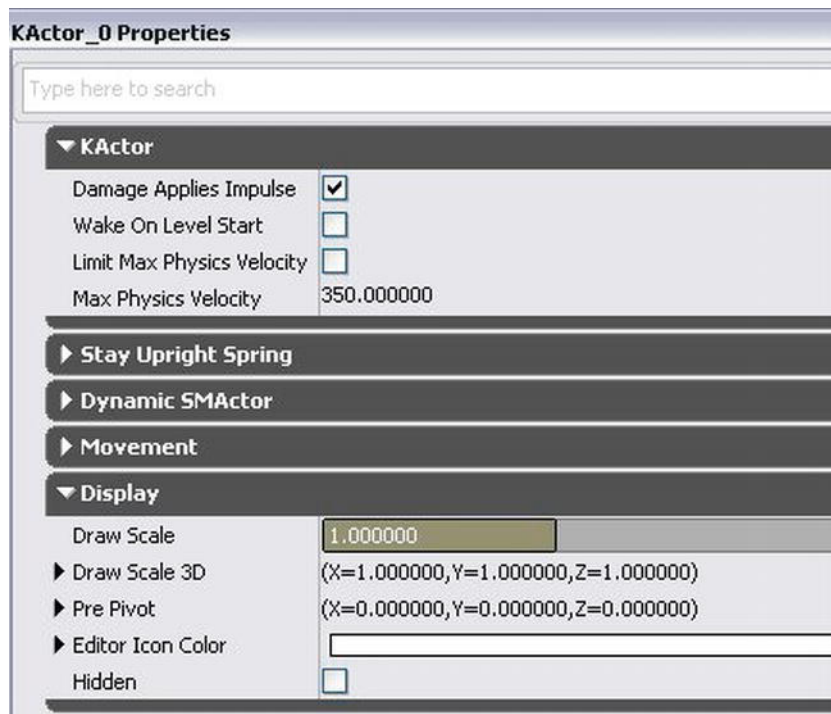 KActor_0 Properties
Type here to search
KActor
Damage Applies Impulse
Wake On Level Start
Limit Max Physics Velocity
Max Physics Velocity 350.000000
Stay Upright Spring
Dynamic SMActor
Movement
Display
Draw Scale 1.000000
Draw Scale 3D (X=1.000000,Y=1.000000,Z=1.000000)
Pre Pivot (X=0.000000,Y=0.000000,Z=0.000000)
Editor Icon Color
Hidden